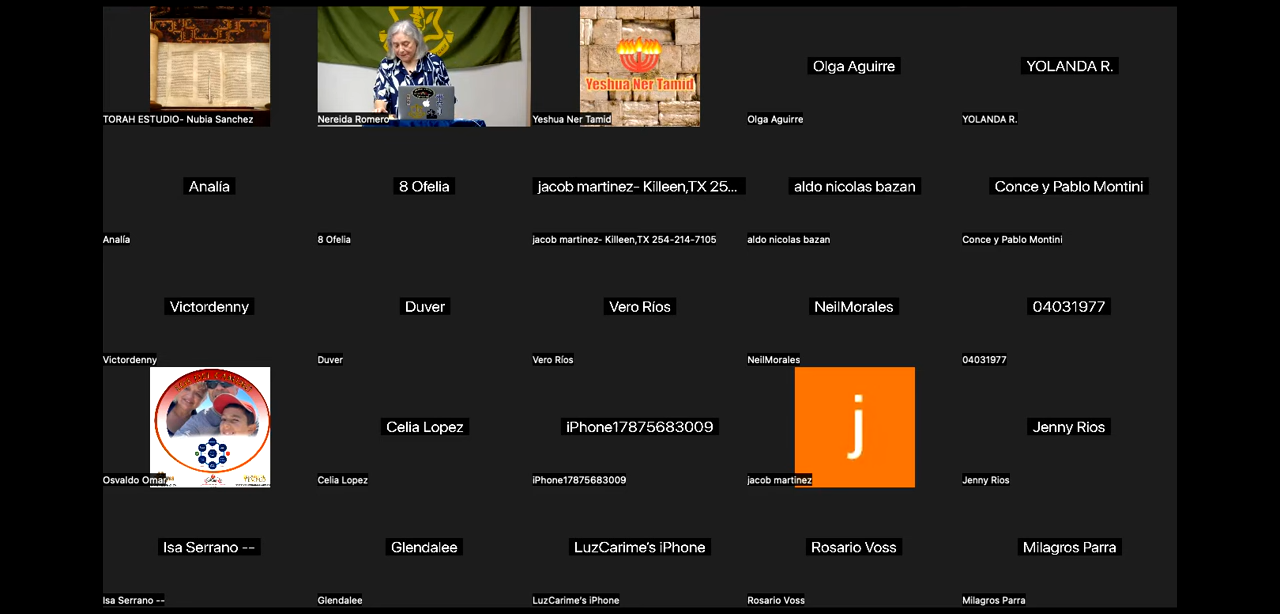 Yeshua Ner Tamid
Olga Aguirre
YOLANDA R.
TORAH ESTUDIO- Nubia Sanchez
Nereida Romero
Yeshua Ner Tamid
Olga Aguirre
YOLANDA R.
Analía
8 Ofelia
jacob martinez- Killeen,TX 25...
aldo nicolas bazan
Conce y Pablo Montini
Analía
8 Ofelia
jacob martinez- Killeen,TX 254-214-7105
aldo nicolas bazan
Conce y Pablo Montini
Victordenny
Duver
Vero Ríos
NeilMorales
04031977
Victordenny
Duver
Vero Ríos
NeilMorales
04031977
Celia Lopez
iPhone17875683009
j
Jenny Rios
Osvaldo Omar
Celia Lopez
iPhone17875683009
jacob martinez
Jenny Rios
Isa Serrano --
Glendalee
LuzCarime's iPhone
Rosario Voss
Milagros Parra
Isa Serrano --
Glendalee
LuzCarime's iPhone
Rosario Voss
Milagros Parra